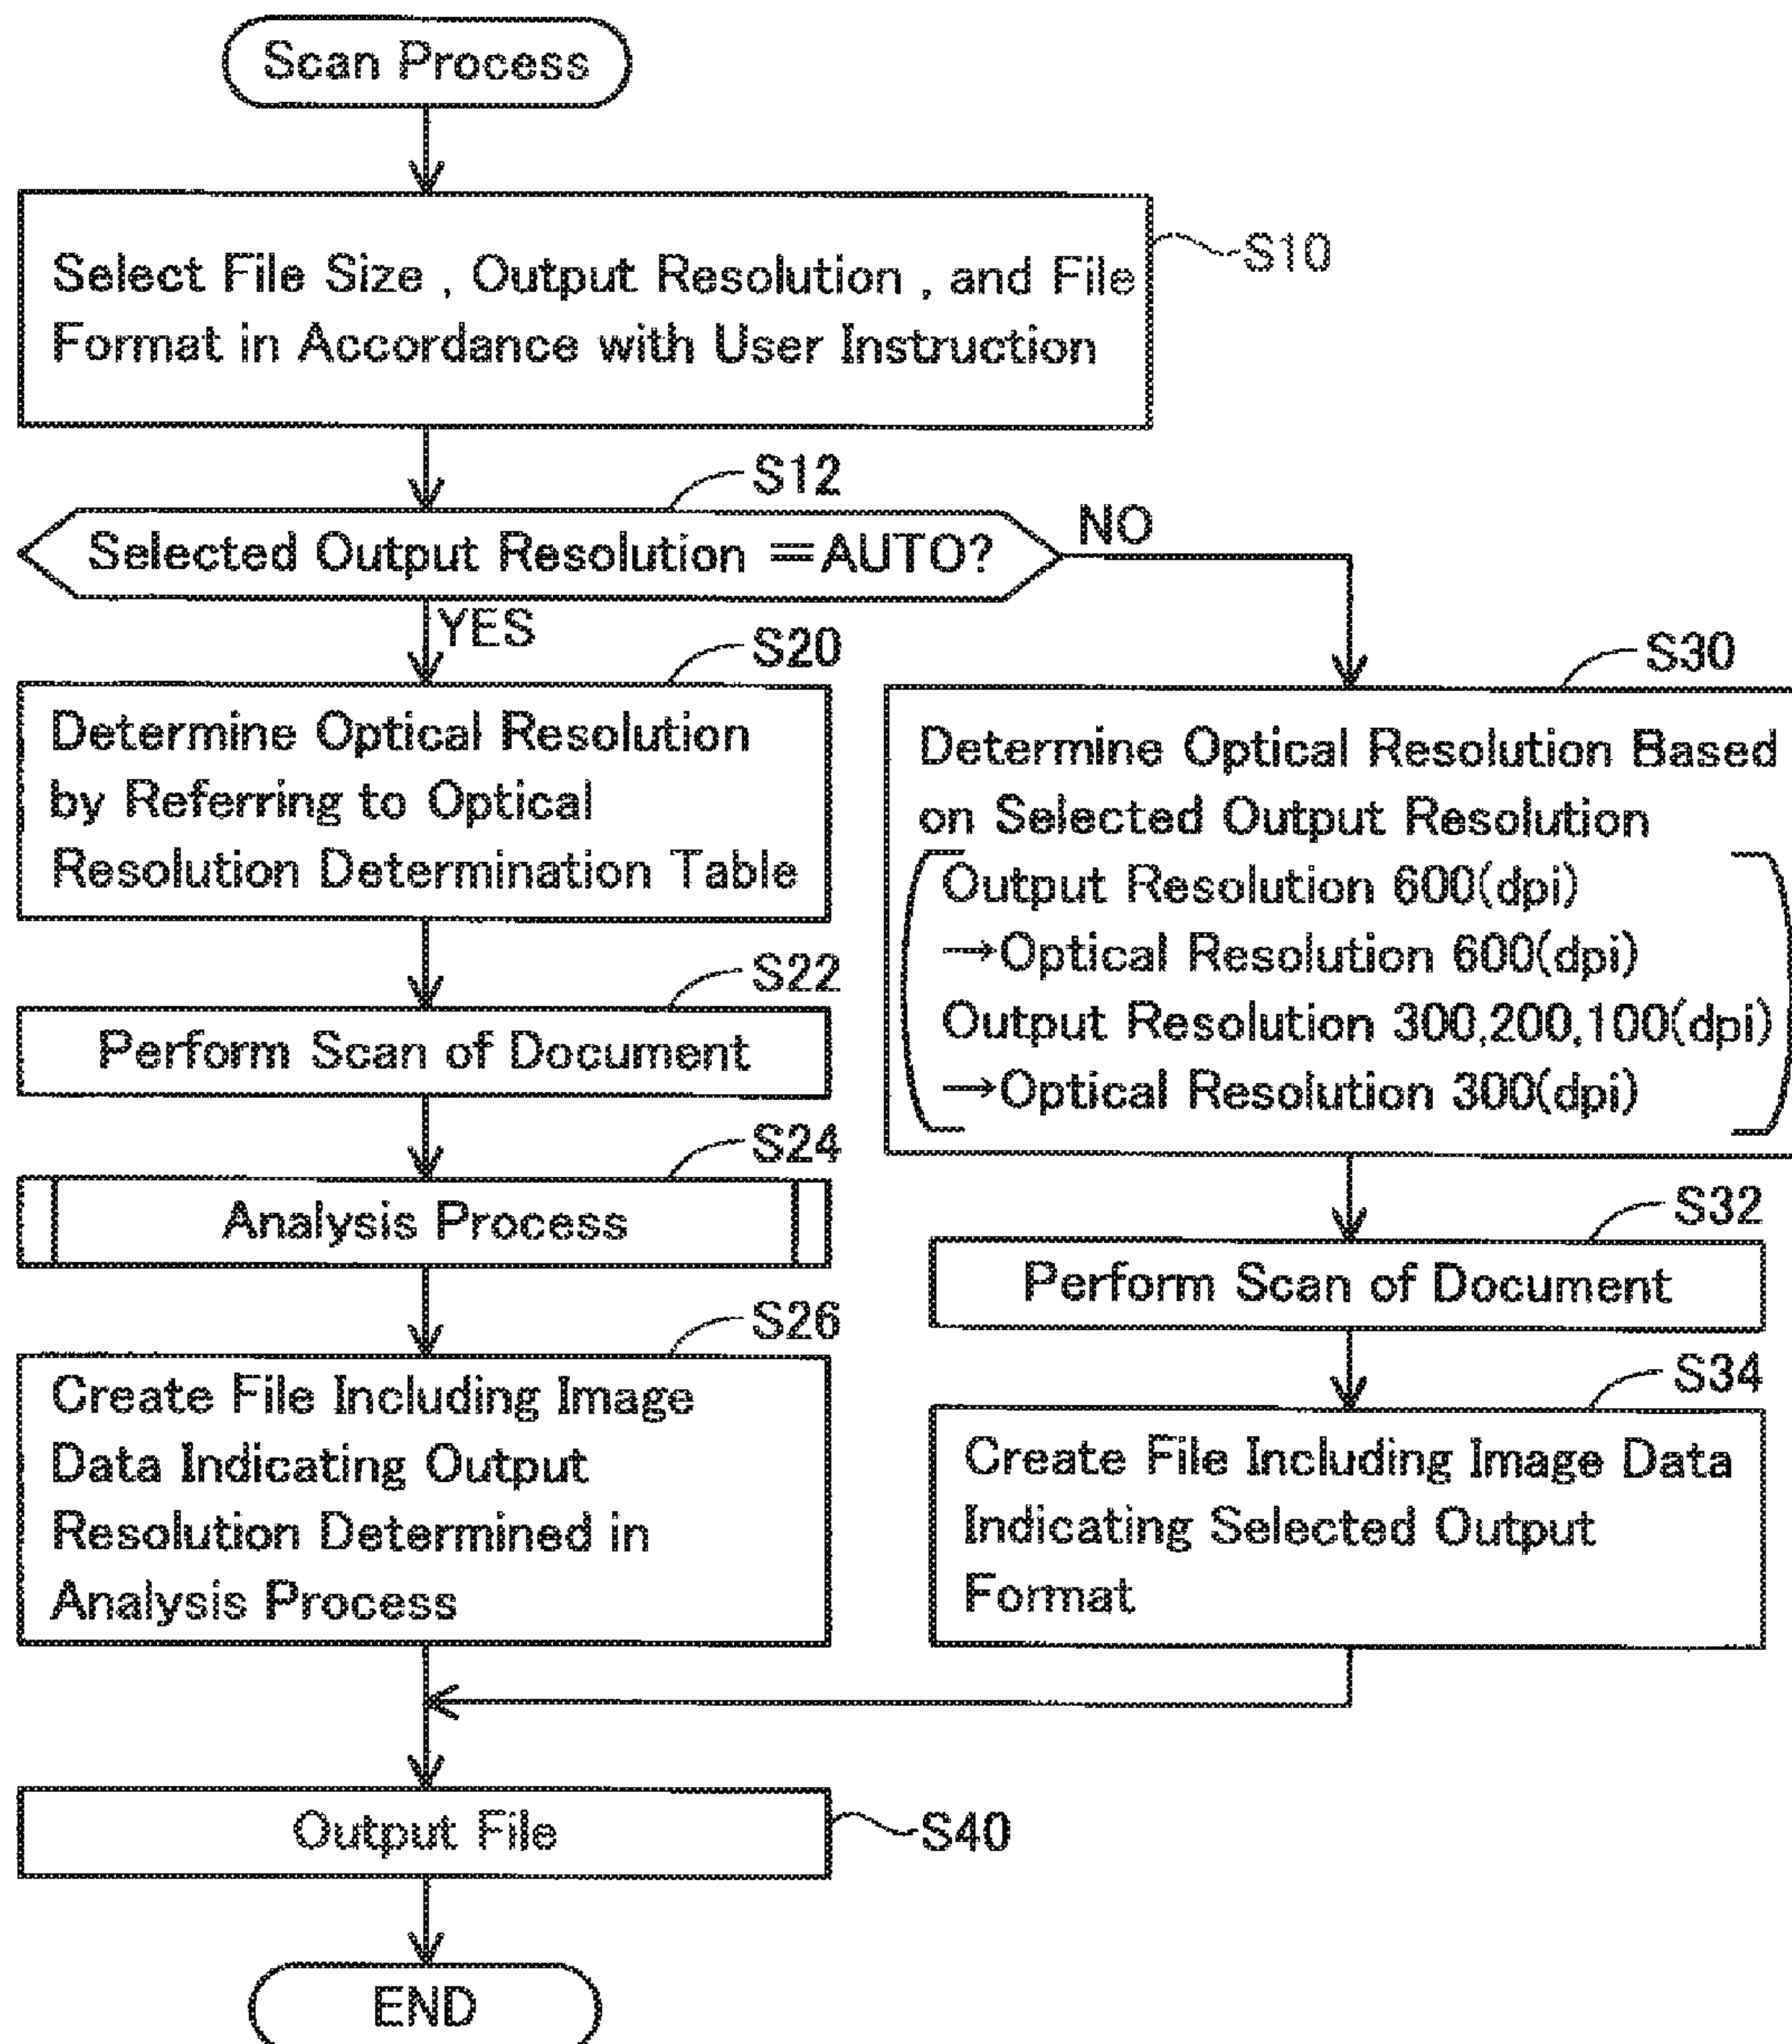 Scan Process
Select File Size , Output Resolution , and File
Format in Accordance with User Instruction
S10
S12
Selected Output Resolution =AUTO?
NO
YES
S20
Determine Optical Resolution
by Referring to Optical
Resolution Determination Table
S30
Determine Optical Resolution Based
on Selected Output Resolution
Output Resolution 600(dpi)
→Optical Resolution 600(dpi)
Output Resolution 300,200,100(dpi)
→Optical Resolution 300(dpi)
S22
Perform Scan of Document
S24
Analysis Process
S32
Perform Scan of Document
S26
Create File Including Image
Data Indicating Output
Resolution Determined in
Analysis Process
S34
Create File Including Image Data
Indicating Selected Output
Format
Output File
S40
END